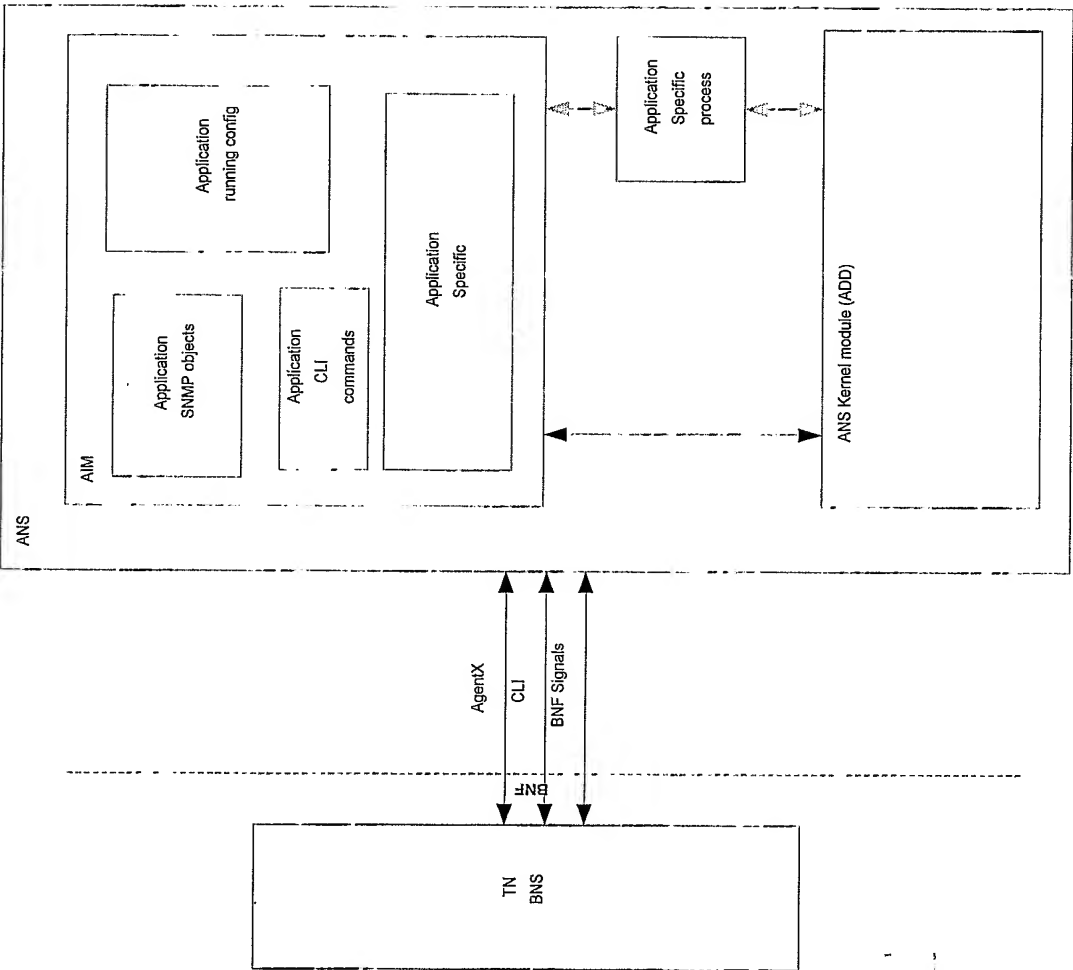 ANS
AIM
Application
SNMP objects
Application
running config
Application
CLI
commands
Application
Specific
Application
Specific
process
ANS Kernel module (ADD)
AgentX
CLI
BNF Signals
BNF
TN
BNS